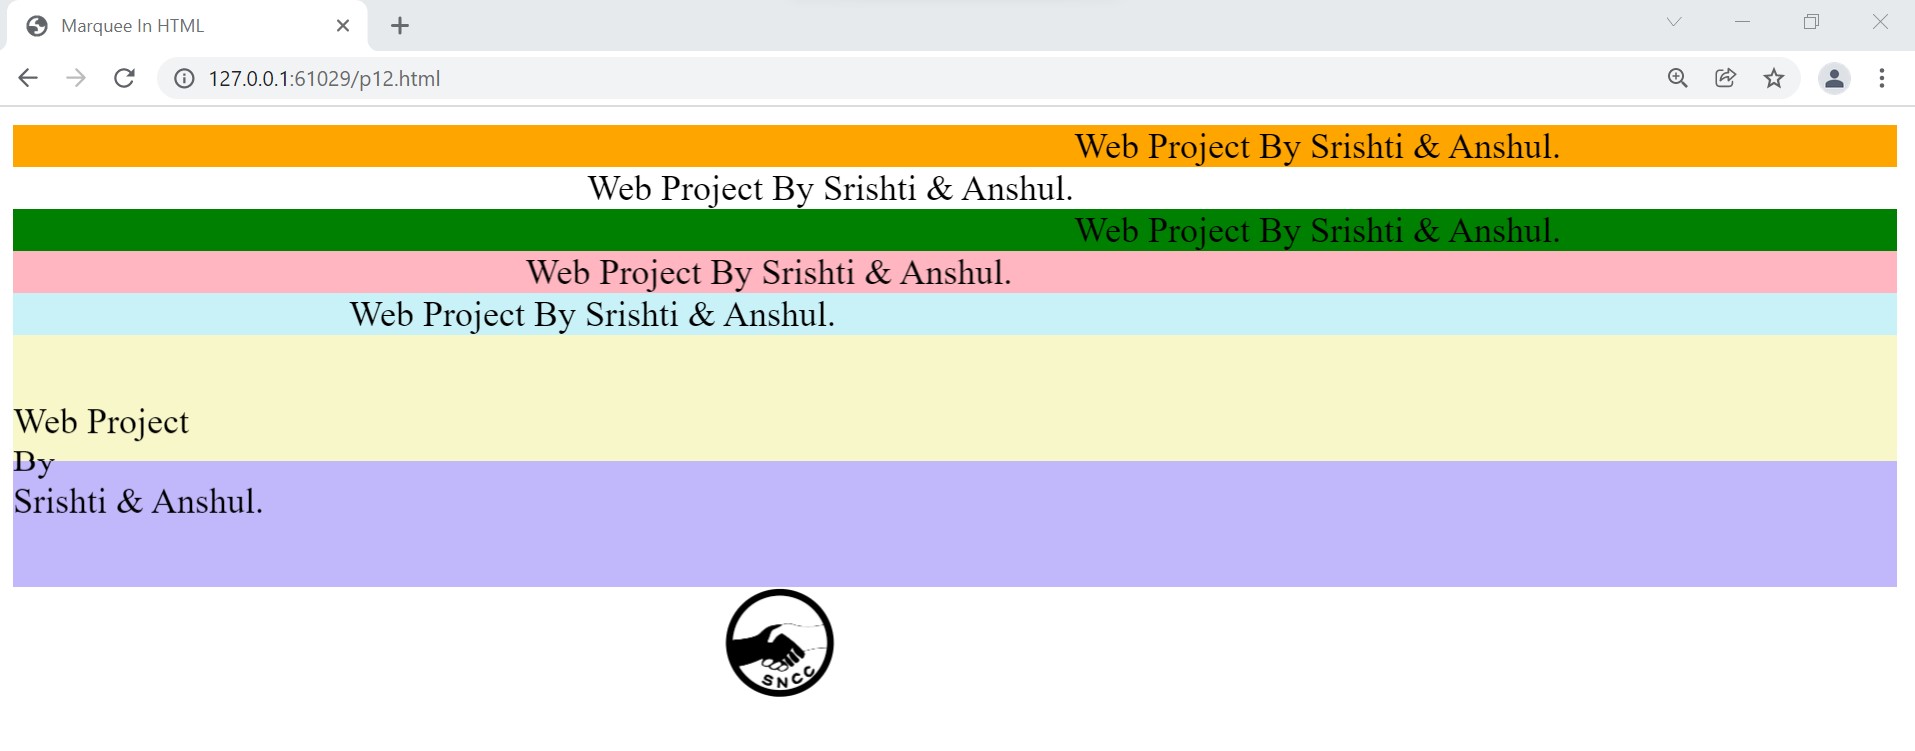 Marquee In HTML
127.0.0.1:61029/p12.html
Web Project By Srishti & Anshul.
Web Project By Srishti & Anshul.
Web Project By Srishti & Anshul.
Web Project By Srishti & Anshul.
Web Project By Srishti & Anshul.
Web Project
By
Srishti & Anshul.
SNCC